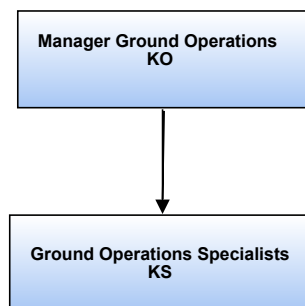 Manager Ground Operations
KO
Ground Operations Specialists
KS